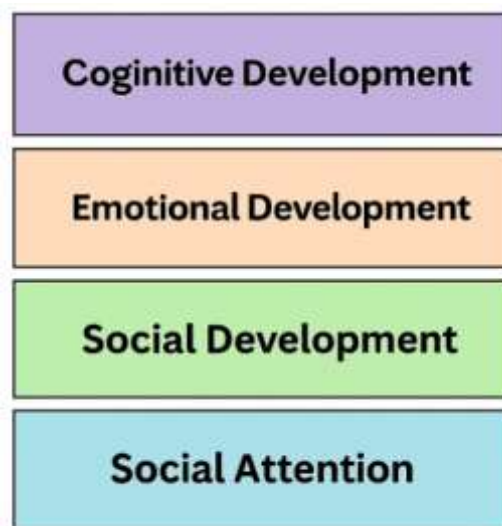 Coginitive Development
Emotional Development
Social Development
Social Attention